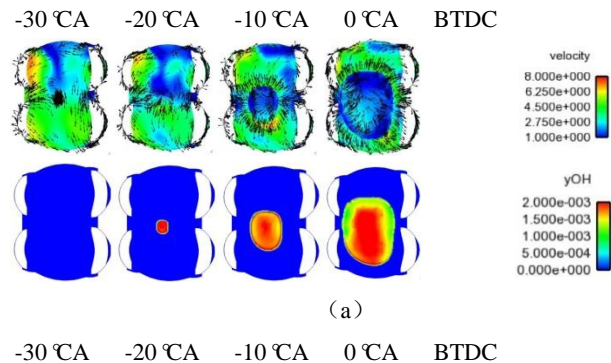 -30 ℃A -20 ℃A -10 ℃A 0 ℃A BTDC
velocity
8.000e+000
6.250e+000
4.500e+000
2.750e+000
1.000e+000
yOH
2.000e-003
1.500e-003
1.000e-003
5.000e-004
0.000e+000
（a）
-30 ℃A -20 ℃A -10 ℃A 0 ℃A BTDC